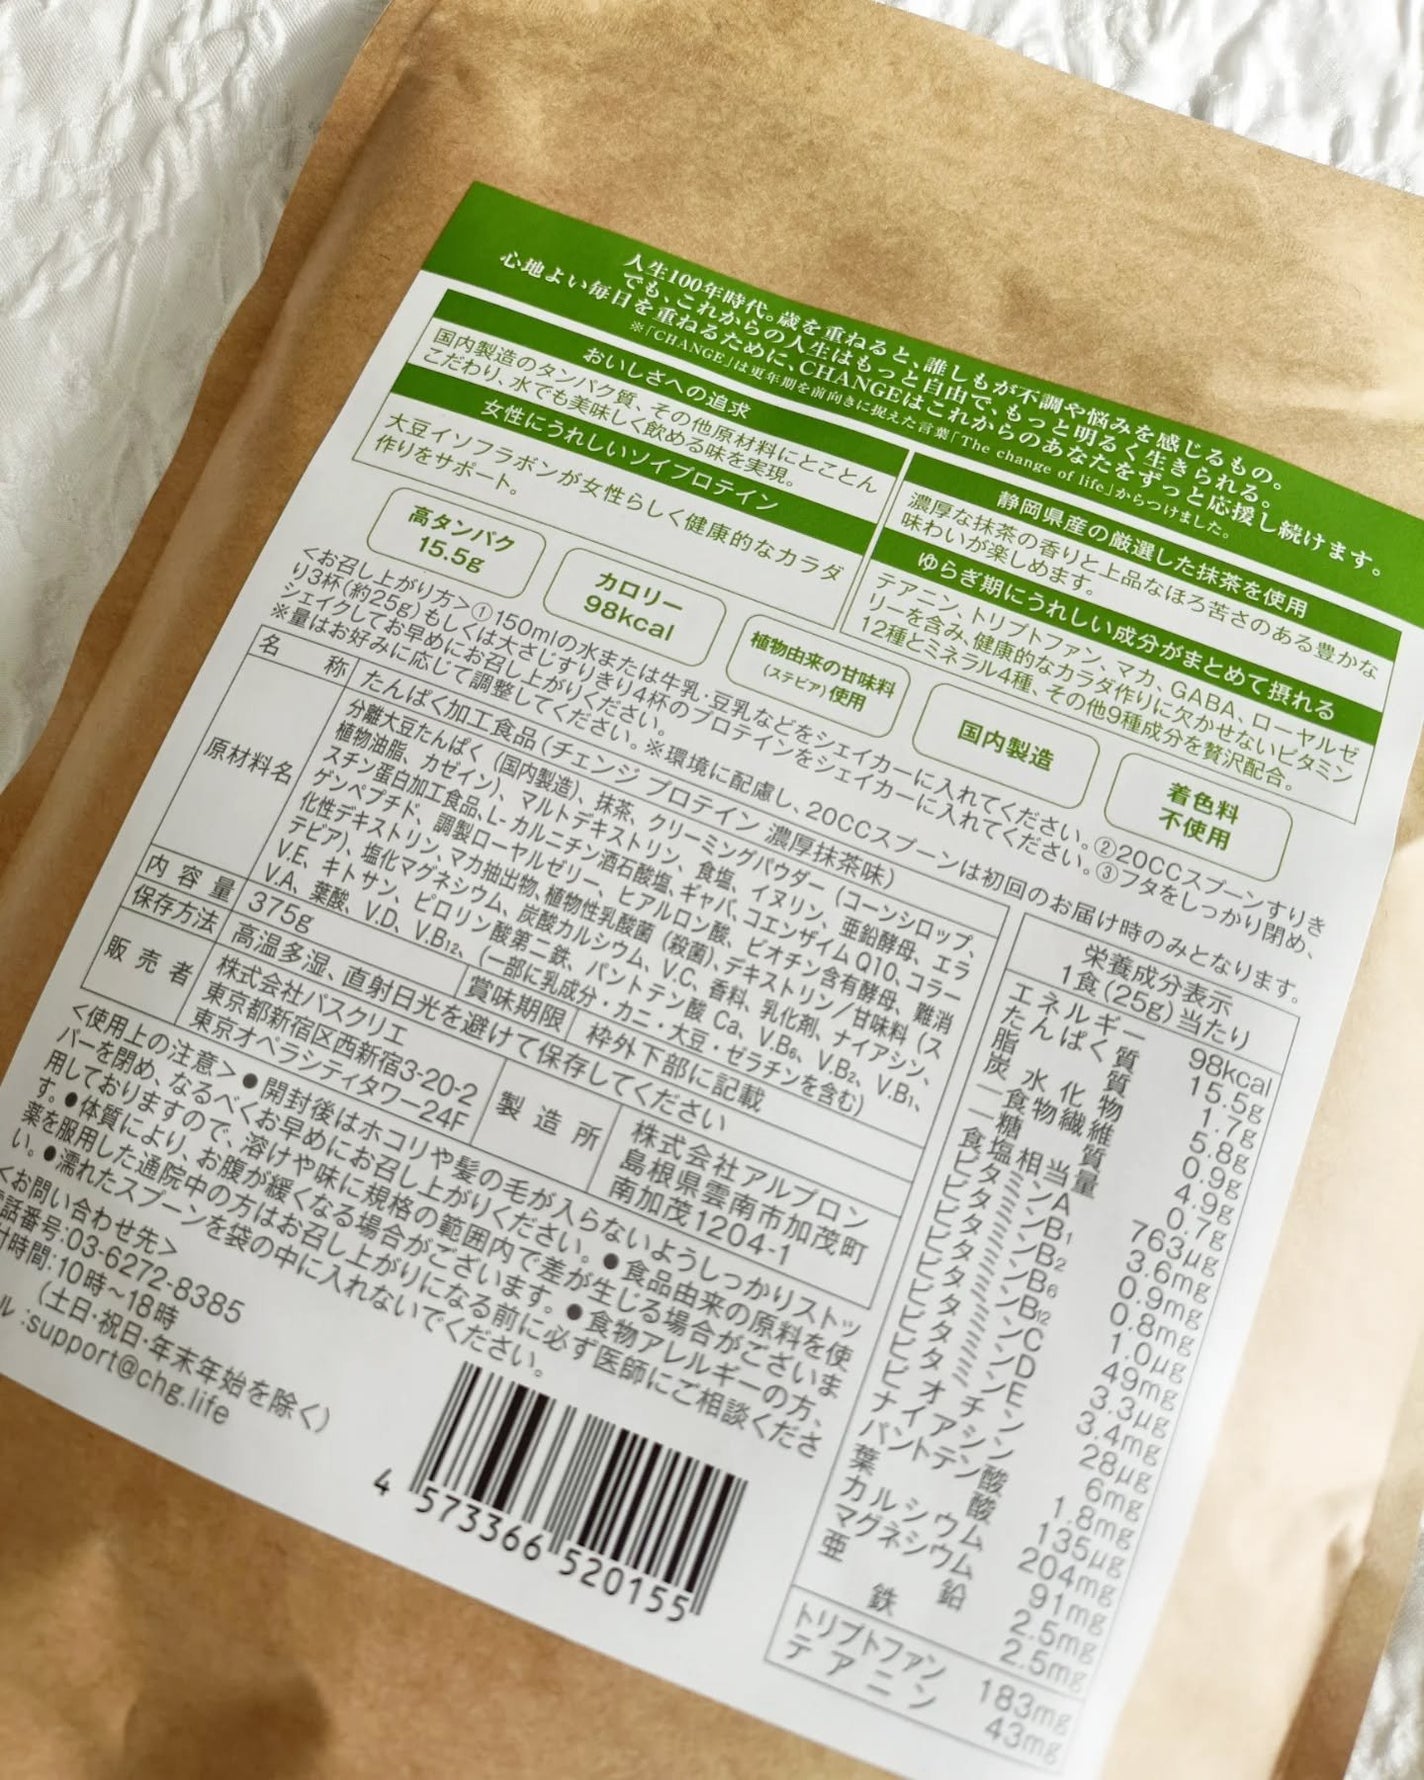 人生100年時代。歳を重ねると、誰しもが不調や悩みを感じるもの。
でも、これからの人生はもっと自由で、もっと明るく生きられる。
心地よい毎日を重ねるために、CHANGEはこれからのあなたをずっと応援し続けます。
※「CHANGE」は更年期を前向きに捉えた言葉「The change of life」からつけました。
おいしさへの追求
国内製造のタンパク質、その他原材料にとことん
こだわり、水でも美味しく飲める味を実現。
女性にうれしいソイプロテイン
大豆イソフラボンが女性らしく健康的なカラダ
作りをサポート。
静岡県産の厳選した抹茶を使用
濃厚な抹茶の香りと上品なほろ苦さのある豊かな
味わいが楽しめます。
ゆらぎ期にうれしい成分がまとめて摂れる
テアニン、トリプトファン、マカ、GABA、ローヤルゼ
リーを含み、健康的なカラダ作りに欠かせないビタミン
12種とミネラル4種、その他9種成分を贅沢配合。
高タンパク
15.5g
カロリー
98kcal
植物由来の甘味料
(ステビア)使用
国内製造
着色料
不使用
<お召し上がり方>①150mlの水または牛乳・豆乳などをシェイカーに入れてください。②20CCスプーンすりき
り3杯(約25g)もしくは大さじすりきり4杯のプロテインをシェイカーに入れてください。③フタをしっかり閉め、
シェイクしてお早めにお召し上がりください。
※量はお好みに応じて調整してください。※環境に配慮し、20CCスプーンは初回のお届け時のみとなります。
名称 たんぱく加工食品(チェンジ プロテイン 濃厚抹茶味)
原材料名 分離大豆たんぱく(国内製造)、抹茶、クリーミングパウダー(コーンシロップ、
植物油脂、カゼイン)、マルトデキストリン、食塩、イヌリン、亜鉛酵母、エラ
スチン蛋白加工食品、L-カルニチン酒石酸塩、ギャバ、コエンザイムQ10、コラー
ゲンペプチド、調製ローヤルゼリー、ヒアルロン酸、ビオチン含有酵母、難消
化性デキストリン、マカ抽出物、植物性乳酸菌(殺菌)、デキストリン/甘味料(ス
テビア)、塩化マグネシウム、炭酸カルシウム、V.C、香料、乳化剤、ナイアシン、
V.E、キトサン、ピロリン酸第二鉄、パントテン酸 Ca、V.B6、V.B2、V.B1、
V.A、葉酸、V.D、V.B12、(一部に乳成分・カニ・大豆・ゼラチンを含む)
内容量 375g 賞味期限 枠外下部に記載
保存方法 高温多湿、直射日光を避けて保存してください
販売者 株式会社バスクリエ
東京都新宿区西新宿3-20-2
東京オペラシティタワー24F
製造所 株式会社アルプロン
島根県雲南市加茂町
南加茂1204-1
<使用上の注意>●開封後はホコリや髪の毛が入らないようしっかりストッ
パーを閉め、なるべくお早めにお召し上がりください。●食品由来の原料を使
用しておりますので、溶けや味に規格の範囲内で差が生じる場合がございま
す。●体質により、お腹が緩くなる場合がございます。●食物アレルギーの方、
薬を服用した通院中の方はお召し上がりになる前に必ず医師にご相談くださ
い。●濡れたスプーンを袋の中に入れないでください。
<お問い合わせ先>
話番号:03-6272-8385
時間:10時〜18時
(土日・祝日・年末年始を除く)
ル:support@chg.life
4 573366 520155
栄養成分表示
1食(25g)当たり
エネルギー 98kcal
たんぱく質 15.5g
脂質 1.7g
炭水化物 5.8g
-食物繊維 0.9g
-糖質 4.9g
食塩相当量 0.7g
ビタミンA 763μg
ビタミンB1 3.6mg
ビタミンB2 0.9mg
ビタミンB6 0.8mg
ビタミンB12 1.0μg
ビタミンC 49mg
ビタミンD 3.3μg
ビタミンE 3.4mg
ビオチン 28μg
ナイアシン 6mg
パントテン酸 1.8mg
葉酸 135μg
カルシウム 204mg
マグネシウム 91mg
亜鉛 2.5mg
鉄 2.5mg
トリプトファン 183mg
テアニン 43mg